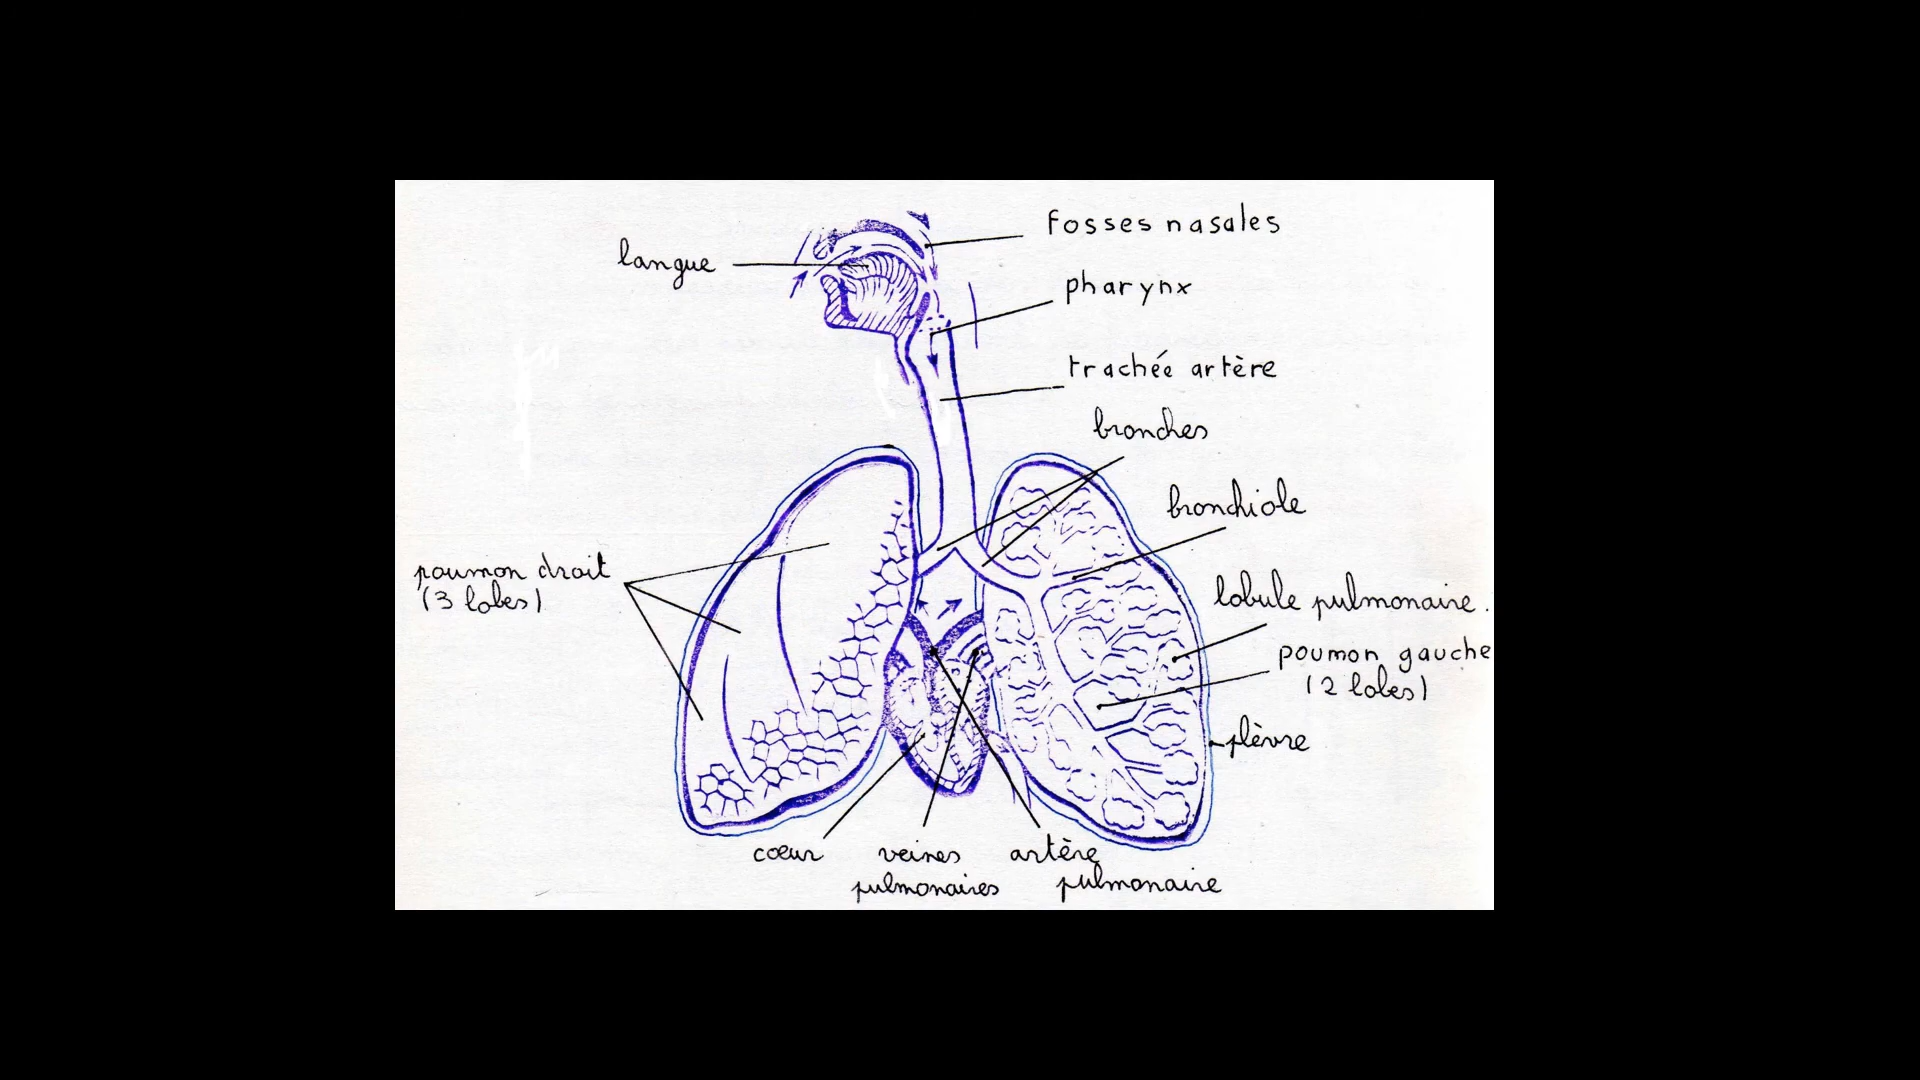 fosses nasales
langue
pharynx
trachée artère
bronches
bronchiole
poumon droit
(3 lobes)
lobule pulmonaire.
poumon gauche
(2 lobes)
plèvre
coeur
veines
pulmonaires
artère
pulmonaire